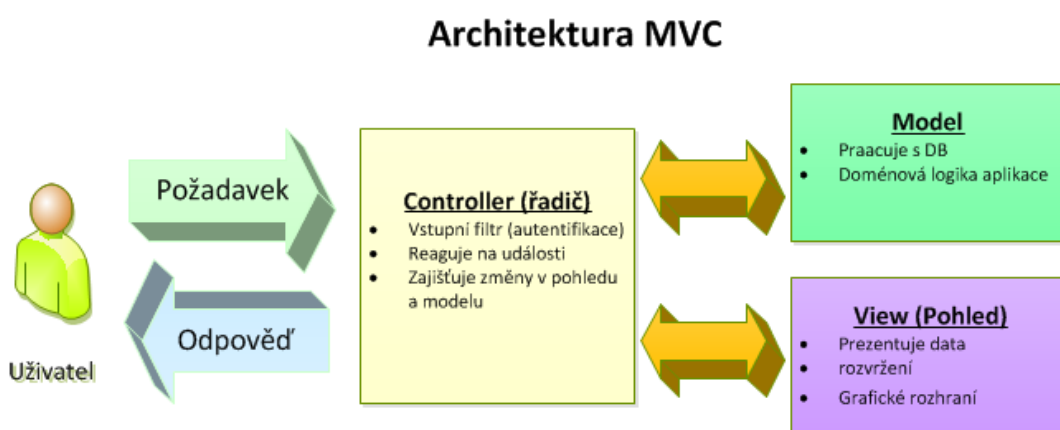 Architektura MVC
Požadavek
Odpověď
Uživatel
Controller (řadič)
• Vstupní filtr (autentifikace)
• Reaguje na události
• Zajišťuje změny v pohledu
a modelu
Model
• Praacuje s DB
• Doménová logika aplikace
View (Pohled)
• Prezentuje data
• rozvržení
• Grafické rozhraní